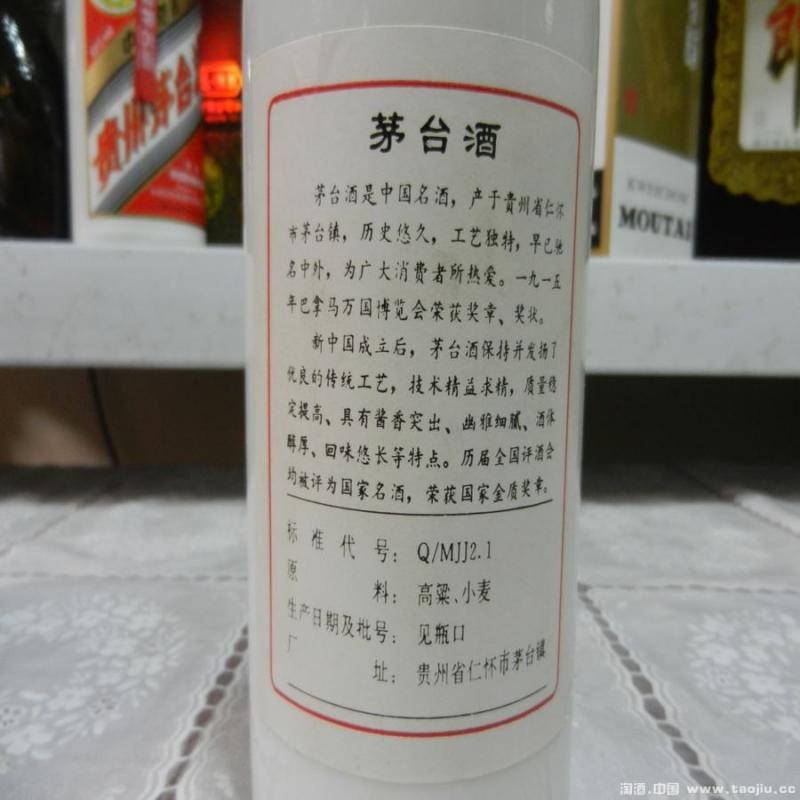 贵州茅台酒
KWEICHOW
MOUTAI
郎
茅台酒
茅台酒是中国名酒，产于贵州省仁怀
市茅台镇，历史悠久，工艺独特，早已驰
名中外，为广大消费者所热爱。一九一五
年巴拿马万国博览会荣获奖章、奖状。
新中国成立后，茅台酒保持并发扬了
优良的传统工艺，技术精益求精，质量稳
定提高、具有酱香突出、幽雅细腻、酒体
醇厚、回味悠长等特点。历届全国评酒会
均被评为国家名酒，荣获国家金质奖章。
标准代号：Q/MJJ2.1
原料：高粱、小麦
生产日期及批号：见瓶口
厂址：贵州省仁怀市茅台镇
淘酒.中国 www.taojiu.cc